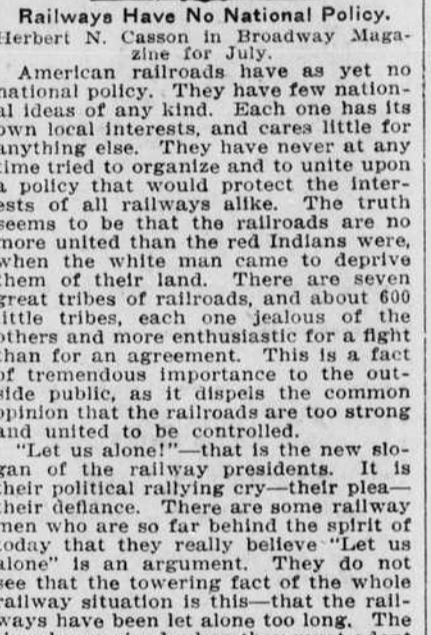 Railways Have No National Policy.
Herbert N. Casson in Broadway Maga-
zine for July.
American railroads have as yet no
national policy. They have few nation-
al ideas of any kind. Each one has its
own local interests, and cares little for
anything else. They have never at any
time tried to organize and to unite upon
a policy that would protect the inter-
ests of all railways alike. The truth
seems to be that the railroads are no
more united than the red Indians were,
when the white man came to deprive
them of their land. There are seven
great tribes of railroads, and about 600
little tribes, each one jealous of the
others and more enthusiastic for a fight
than for an agreement. This is a fact
of tremendous importance to the out-
side public, as it dispels the common
opinion that the railroads are too strong
and united to be controlled.
"Let us alone!"—that is the new slo-
gan of the railway presidents. It is
their political rallying cry—their plea—
their defiance. There are some railway
men who are so far behind the spirit of
today that they really believe "Let us
alone" is an argument. They do not
see that the towering fact of the whole
railway situation is this—that the rail-
ways have been let alone too long. The